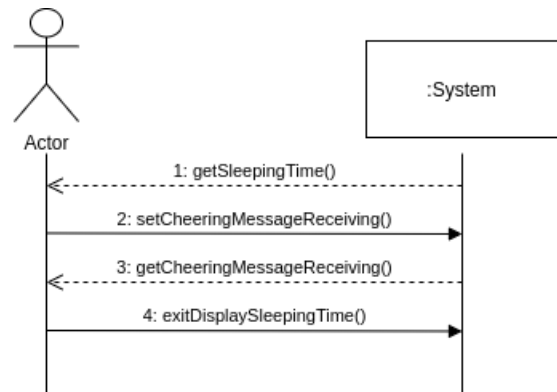 :System
Actor
1: getSleepingTime()
2: setCheeringMessageReceiving()
3: getCheeringMessageReceiving()
4: exitDisplaySleepingTime()